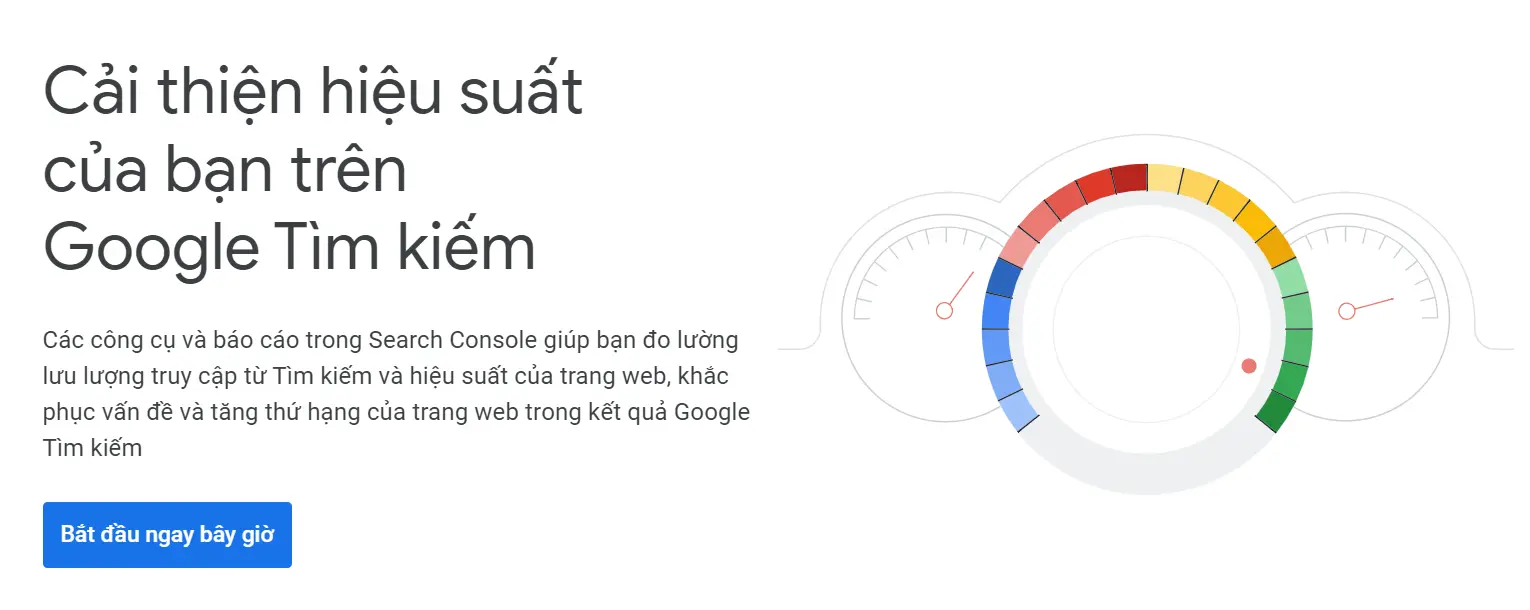 Cải thiện hiệu suất
của bạn trên
Google Tìm kiếm
Các công cụ và báo cáo trong Search Console giúp bạn đo lường
lưu lượng truy cập từ Tìm kiếm và hiệu suất của trang web, khắc
phục vấn đề và tăng thứ hạng của trang web trong kết quả Google
Tìm kiếm
Bắt đầu ngay bây giờ